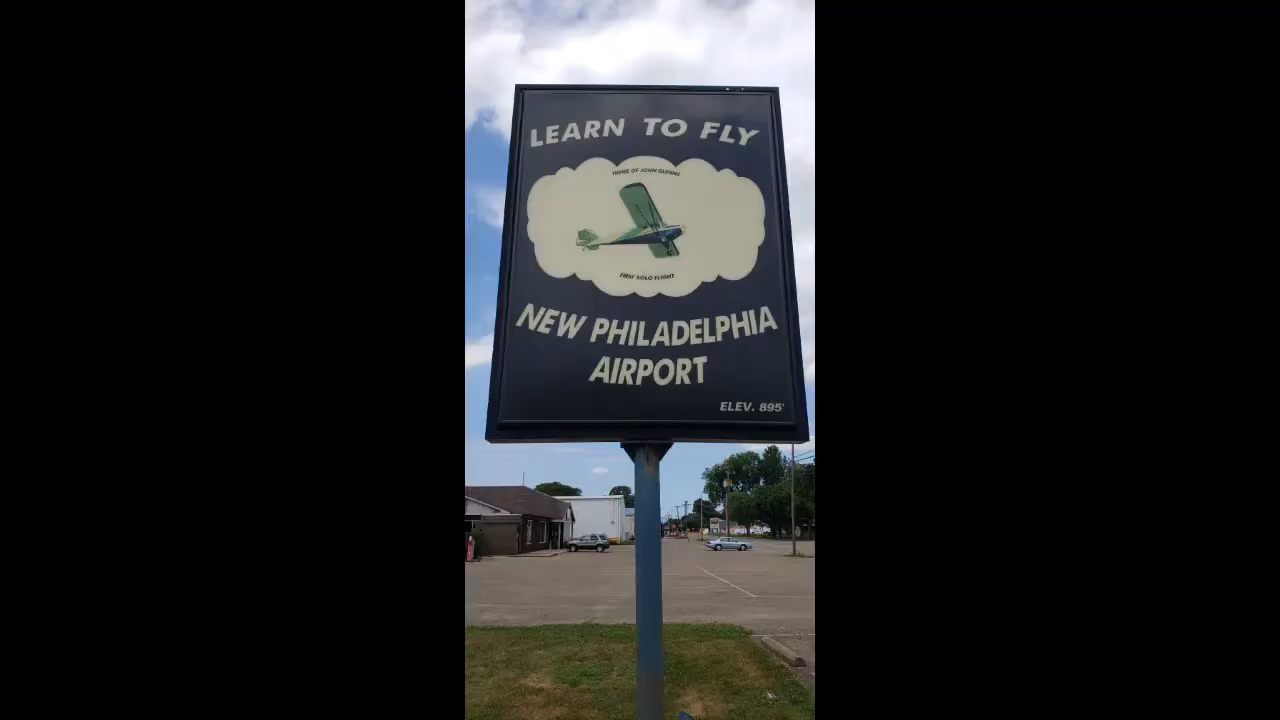 LEARN TO FLY
HOME OF JOHN GLENNS
FIRST SOLO FLIGHT
NEW PHILADELPHIA
AIRPORT
ELEV. 895'